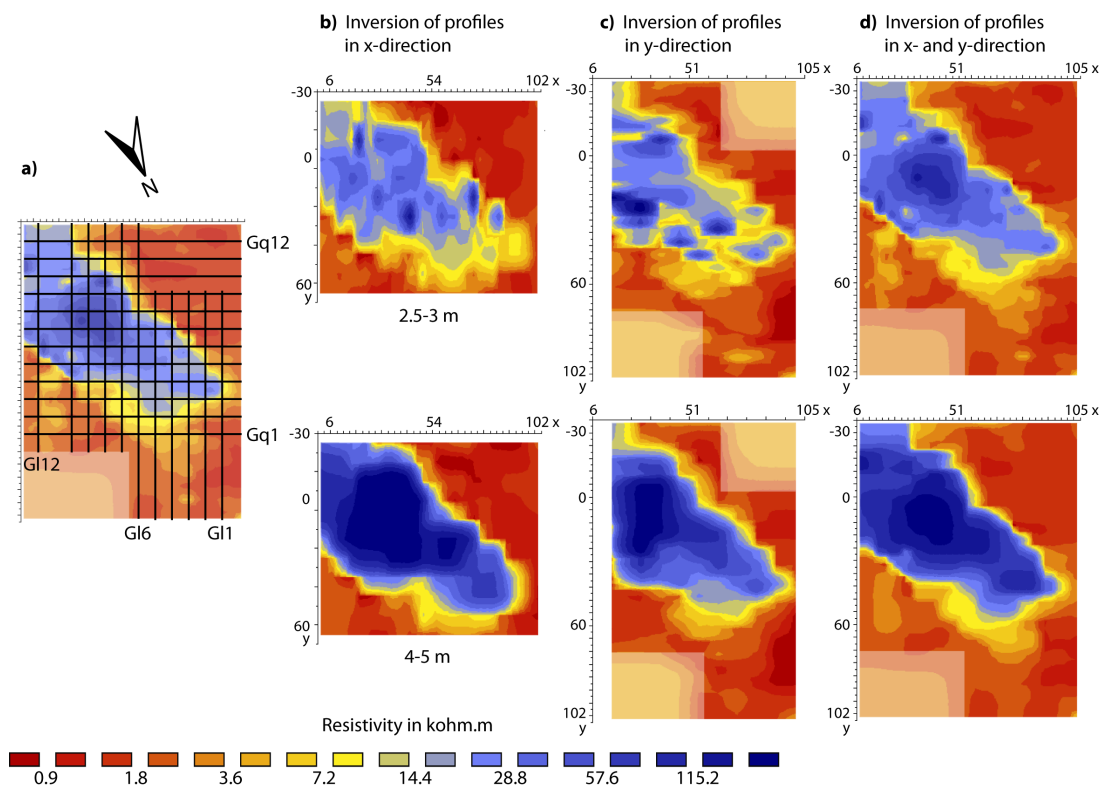 b) Inversion of profiles
in x-direction
c) Inversion of profiles
in y-direction
d) Inversion of profiles
in x- and y-direction
6 54 102 x
6 51 105 x
6 51 105 x
-30
0
60
y
-30
0
60
102
y
-30
0
60
102
y
a)
N
Gq12
Gq1
Gl12
Gl6 Gl1
2.5-3 m
6 54 102 x
6 51 105 x
6 51 105 x
-30
0
60
y
-30
0
60
102
y
-30
0
60
102
y
4-5 m
Resistivity in kohm.m
0.9 1.8 3.6 7.2 14.4 28.8 57.6 115.2